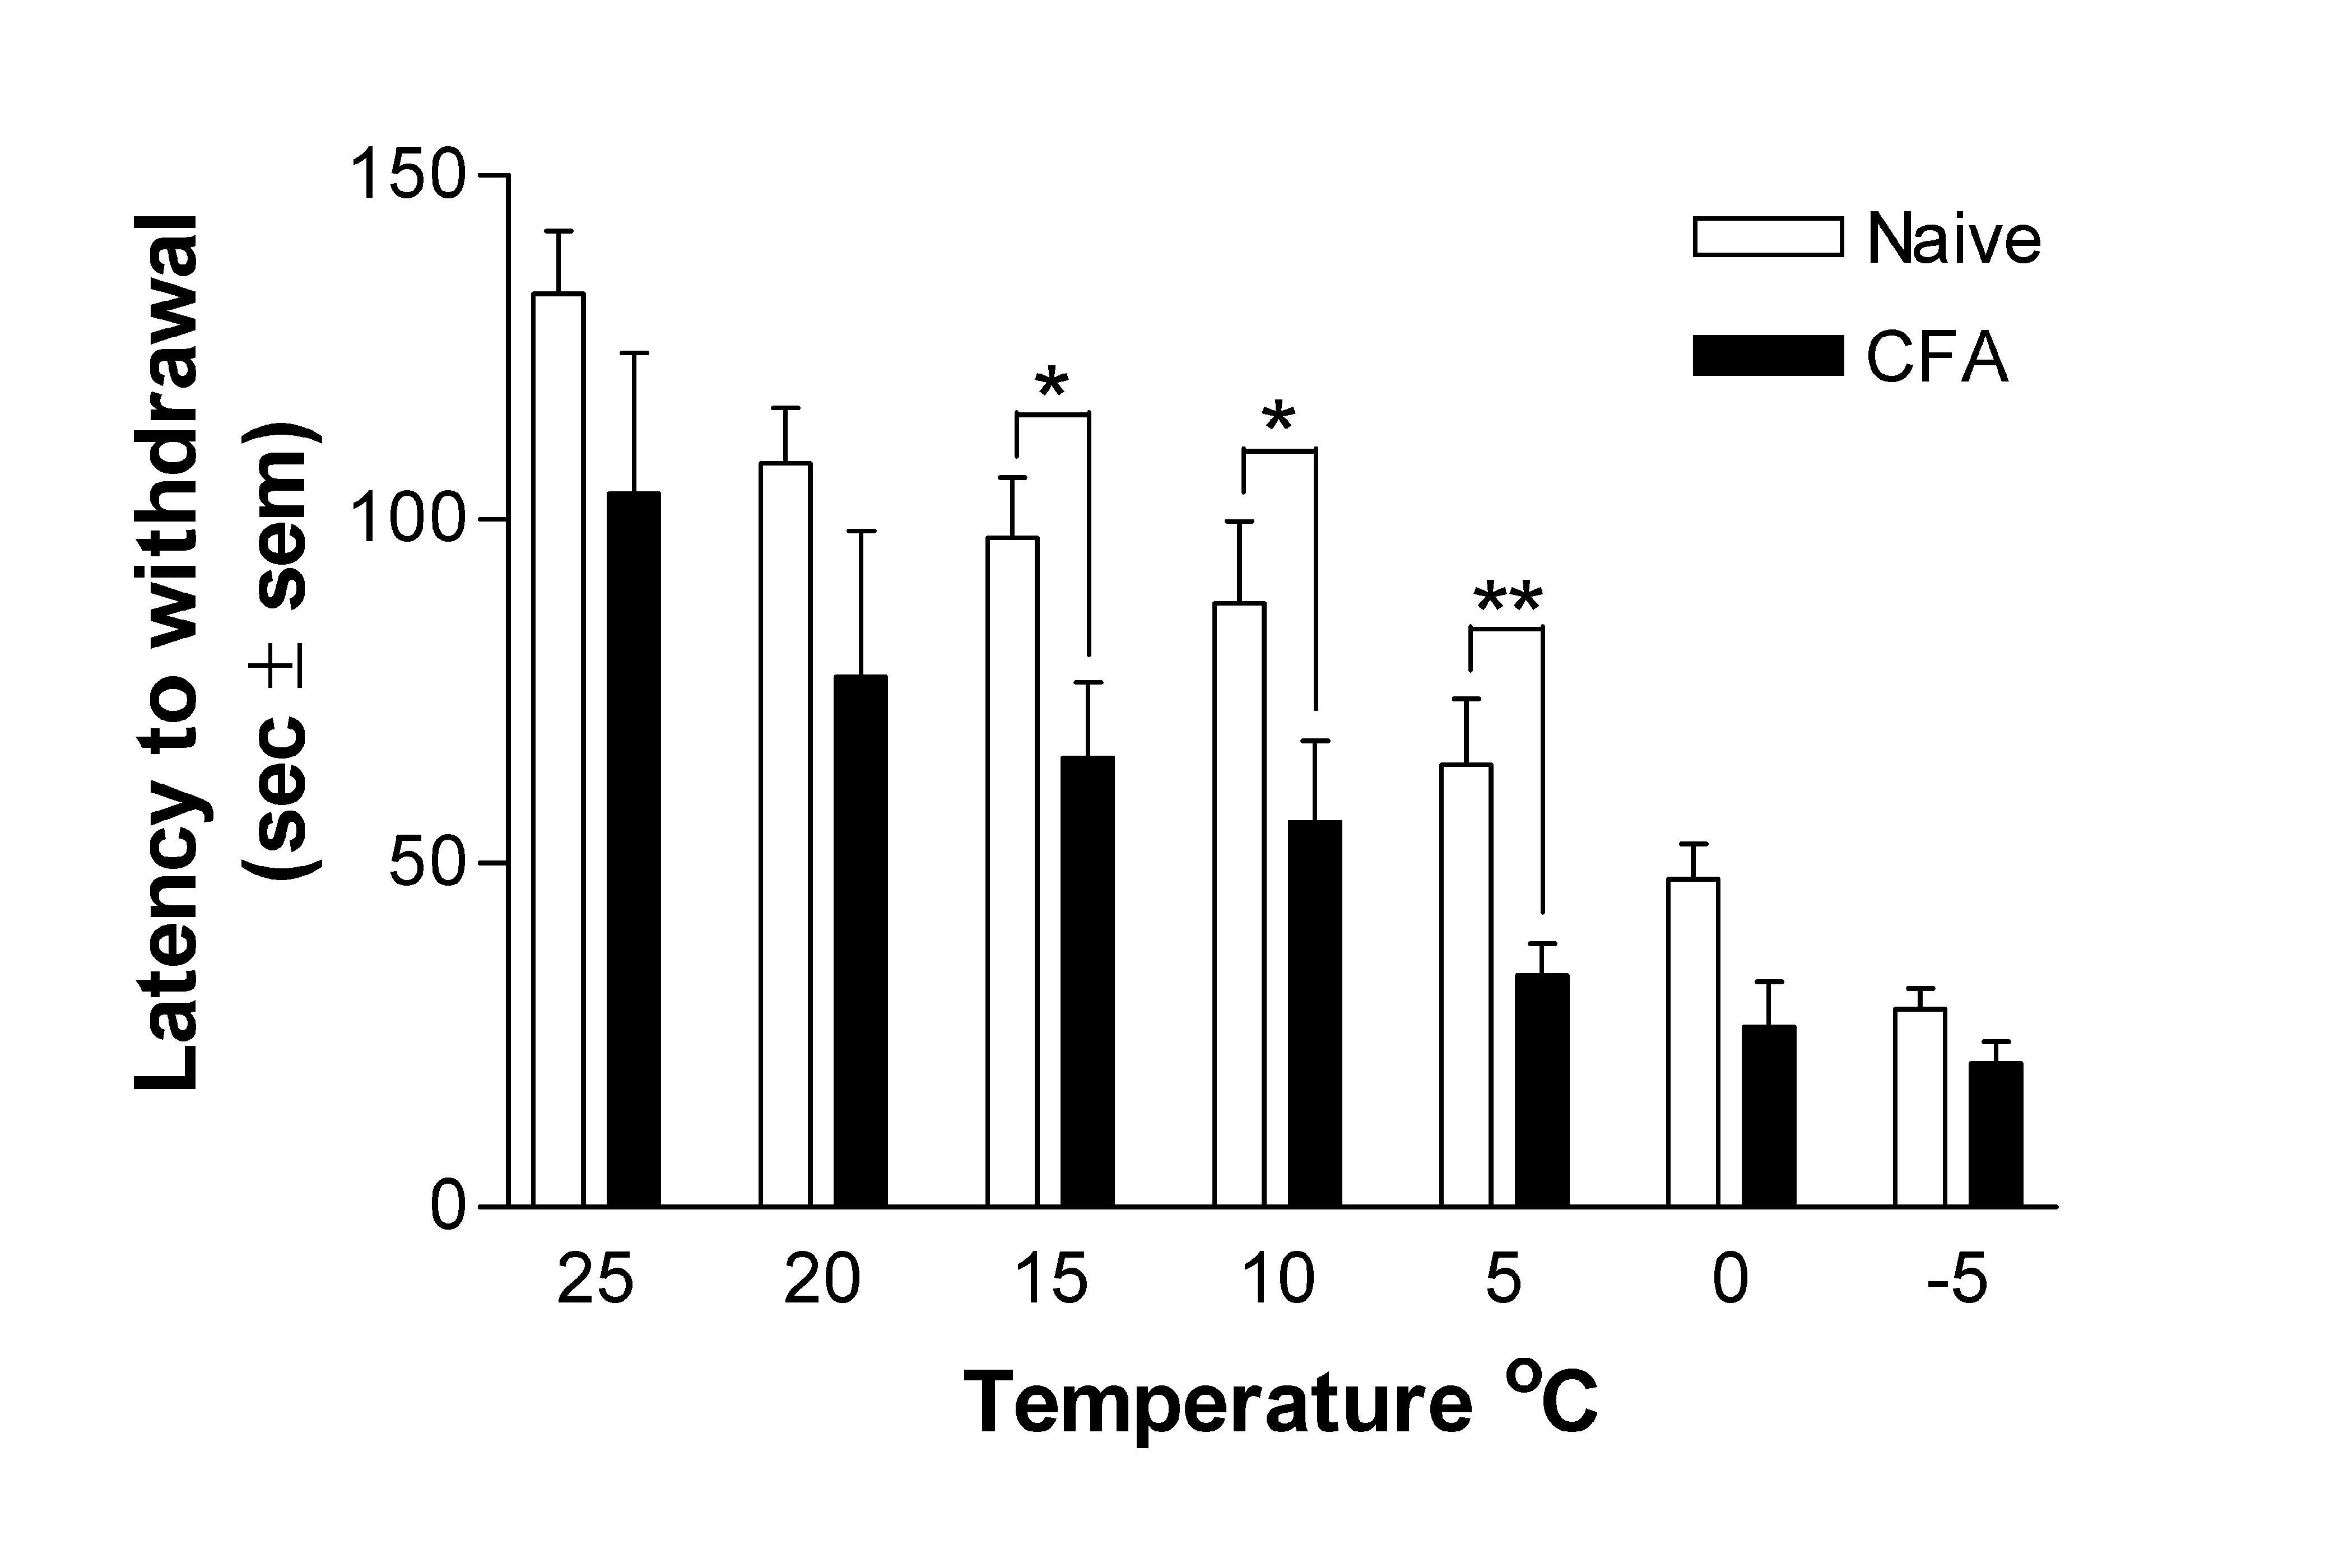 Latency to withdrawal
(sec ± sem)
150
100
50
0
Naive
CFA
*
*
**
25 20 15 10 5 0 -5
Temperature °C